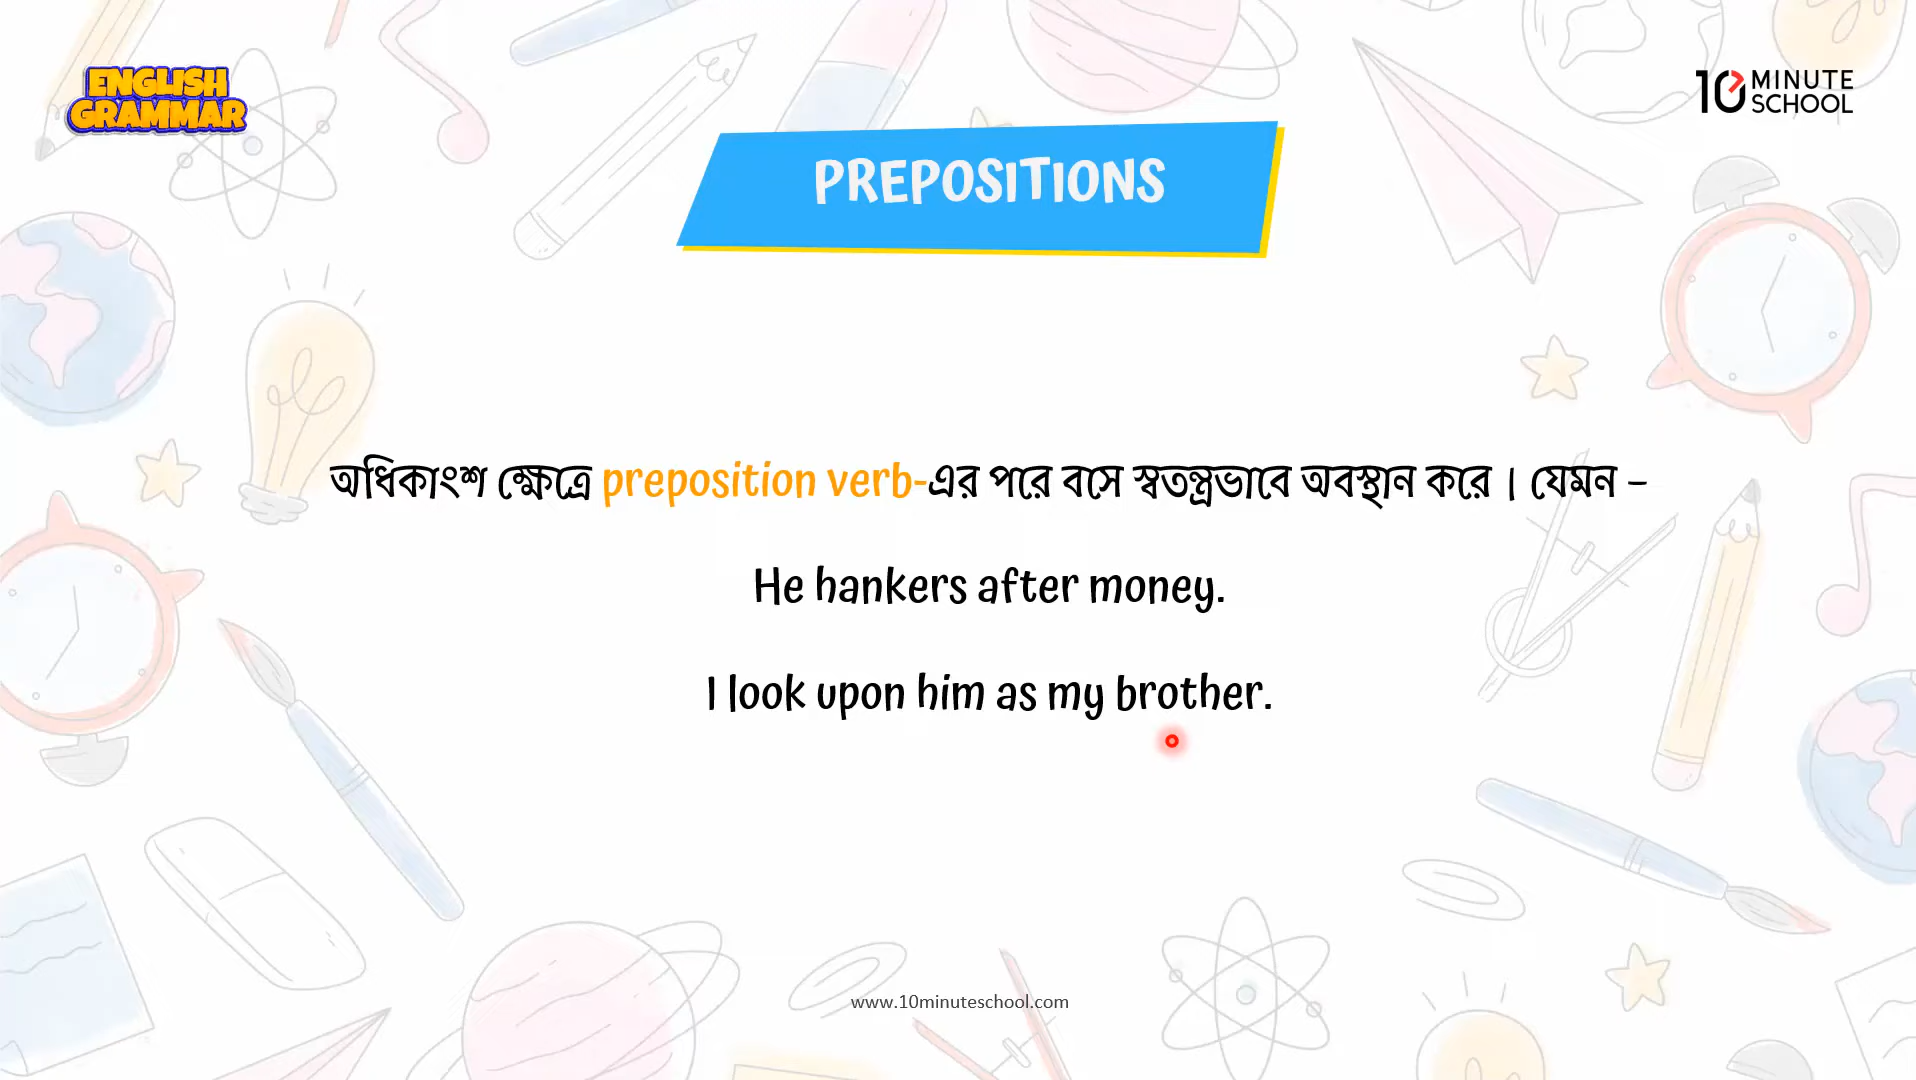 ENGLISH
GRAMMAR
10 MINUTE
SCHOOL
PREPOSITIONS
অধিকাংশ ক্ষেত্রে preposition verb-এর পরে বসে স্বতন্ত্রভাবে অবস্থান করে । যেমন –
He hankers after money.
I look upon him as my brother.
www.10minuteschool.com